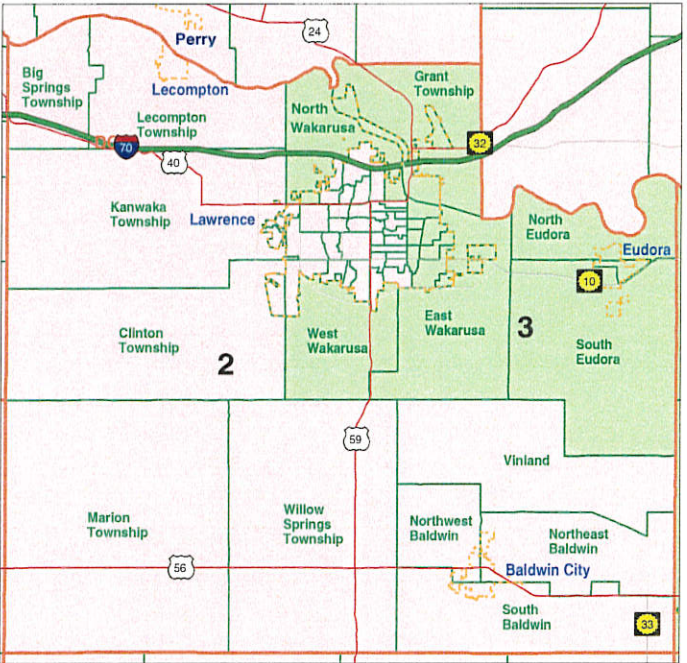 24
Perry
Big
Springs
Township
Grant
Township
Lecompton
North
Wakarusa
Lecompton
Township
70
32
40
Kanwaka
Township
Lawrence
North
Eudora
Eudora
10
Clinton
Township
West
Wakarusa
East
Wakarusa
3
South
Eudora
2
59
Vinland
Marion
Township
Willow
Springs
Township
Northwest
Baldwin
Northeast
Baldwin
56
Baldwin City
South
Baldwin
33